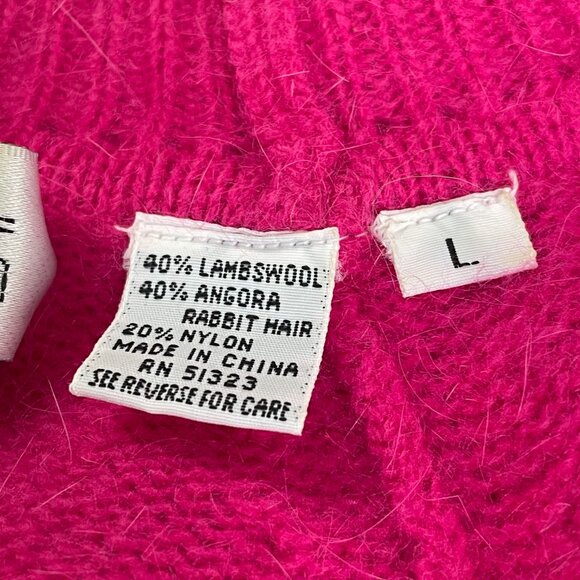 40% LAMBSWOOL
40% ANGORA
RABBIT HAIR
20% NYLON
MADE IN CHINA
RN 51323
SEE REVERSE FOR CARE
L